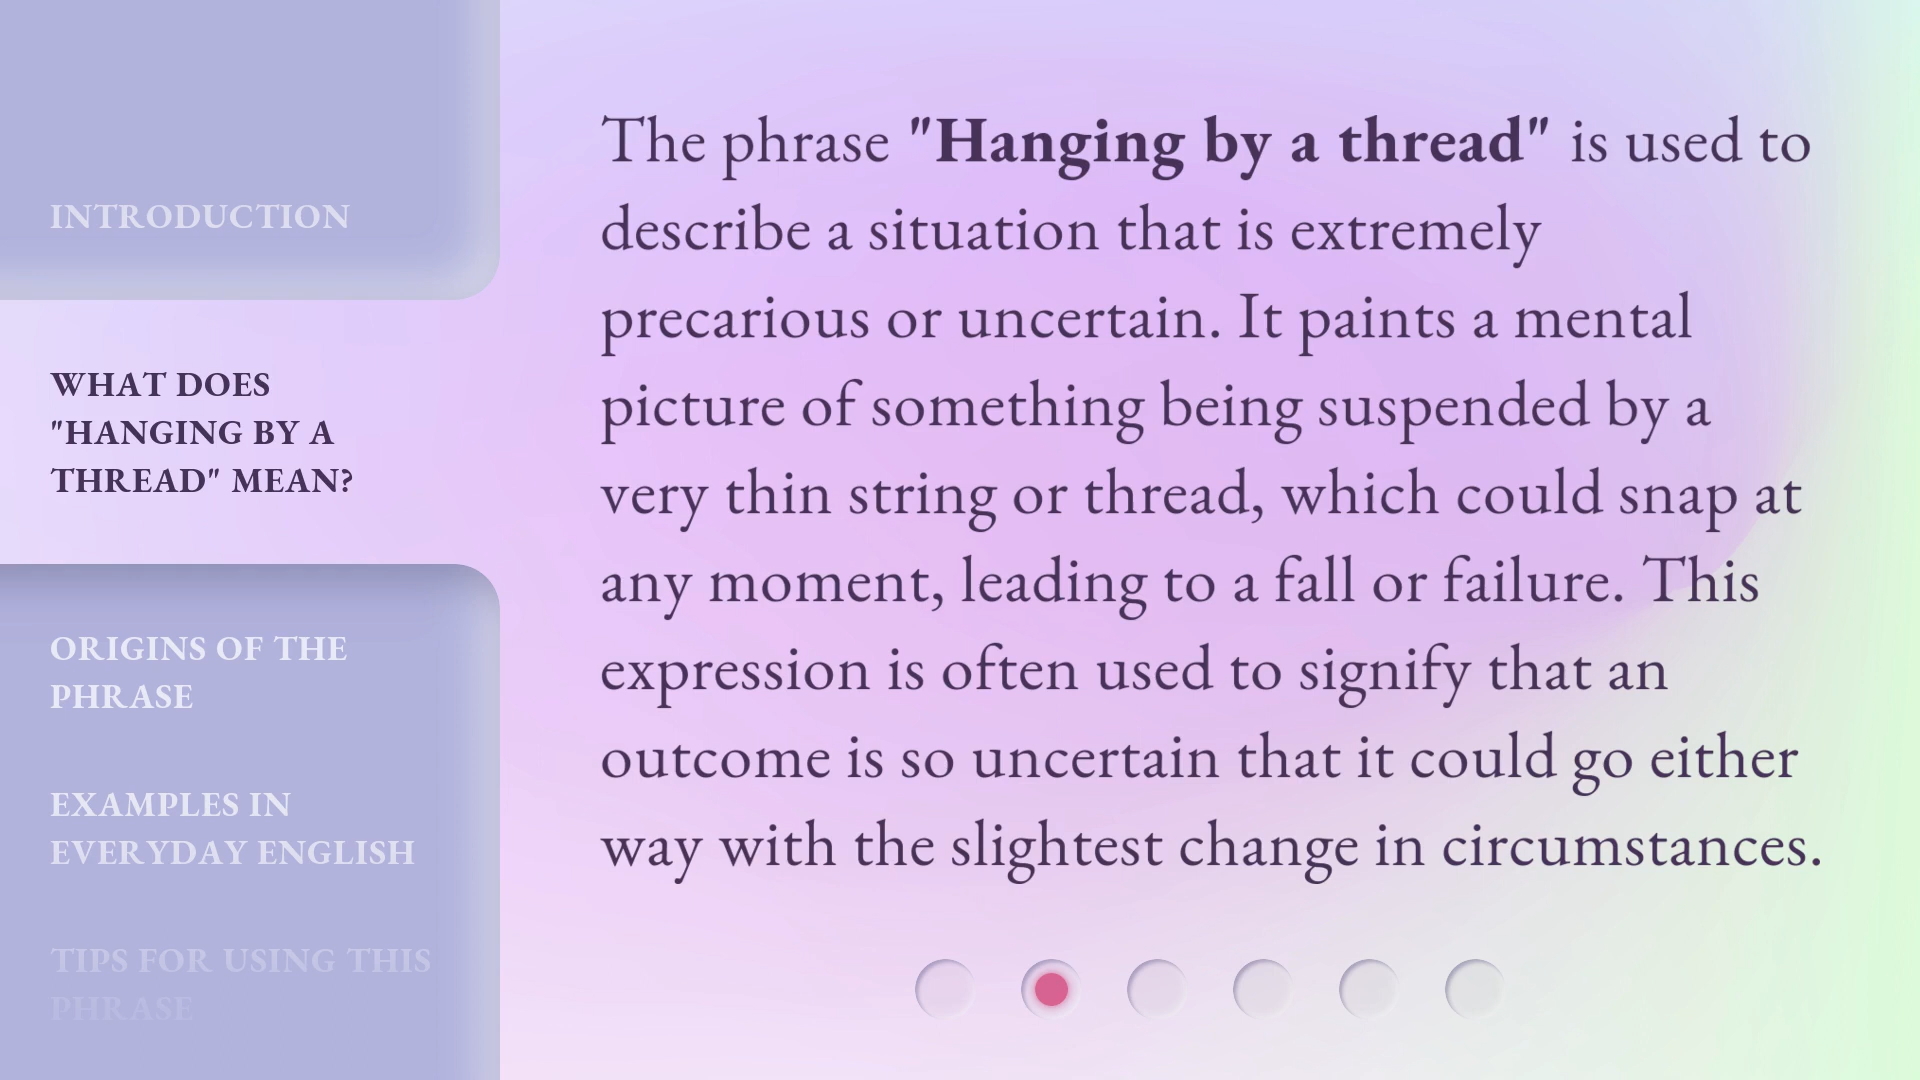 INTRODUCTION
WHAT DOES
"HANGING BY A
THREAD" MEAN?
ORIGINS OF THE
PHRASE
EXAMPLES IN
EVERYDAY ENGLISH
TIPS FOR USING THIS
PHRASE
The phrase "Hanging by a thread" is used to
describe a situation that is extremely
precarious or uncertain. It paints a mental
picture of something being suspended by a
very thin string or thread, which could snap at
any moment, leading to a fall or failure. This
expression is often used to signify that an
outcome is so uncertain that it could go either
way with the slightest change in circumstances.